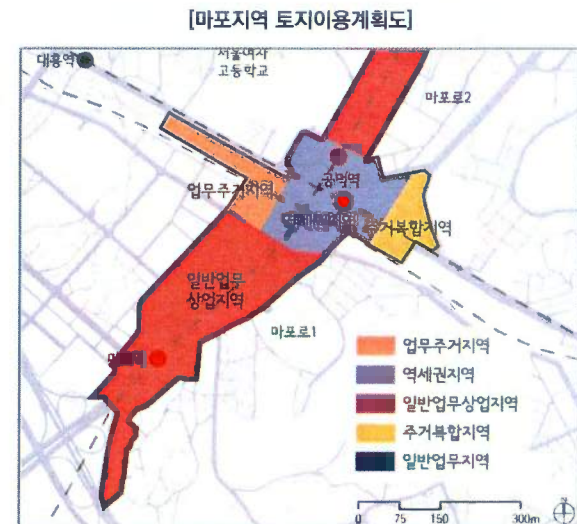 [마포지역 토지이용계획도]
대흥역
서울여자
고등학교
마포로2
공덕역
업무주거지역
주거복합지역
일반업무
상업지역
마포로1
업무주거지역
역세권지역
일반업무상업지역
주거복합지역
일반업무지역
0 75 150 300m